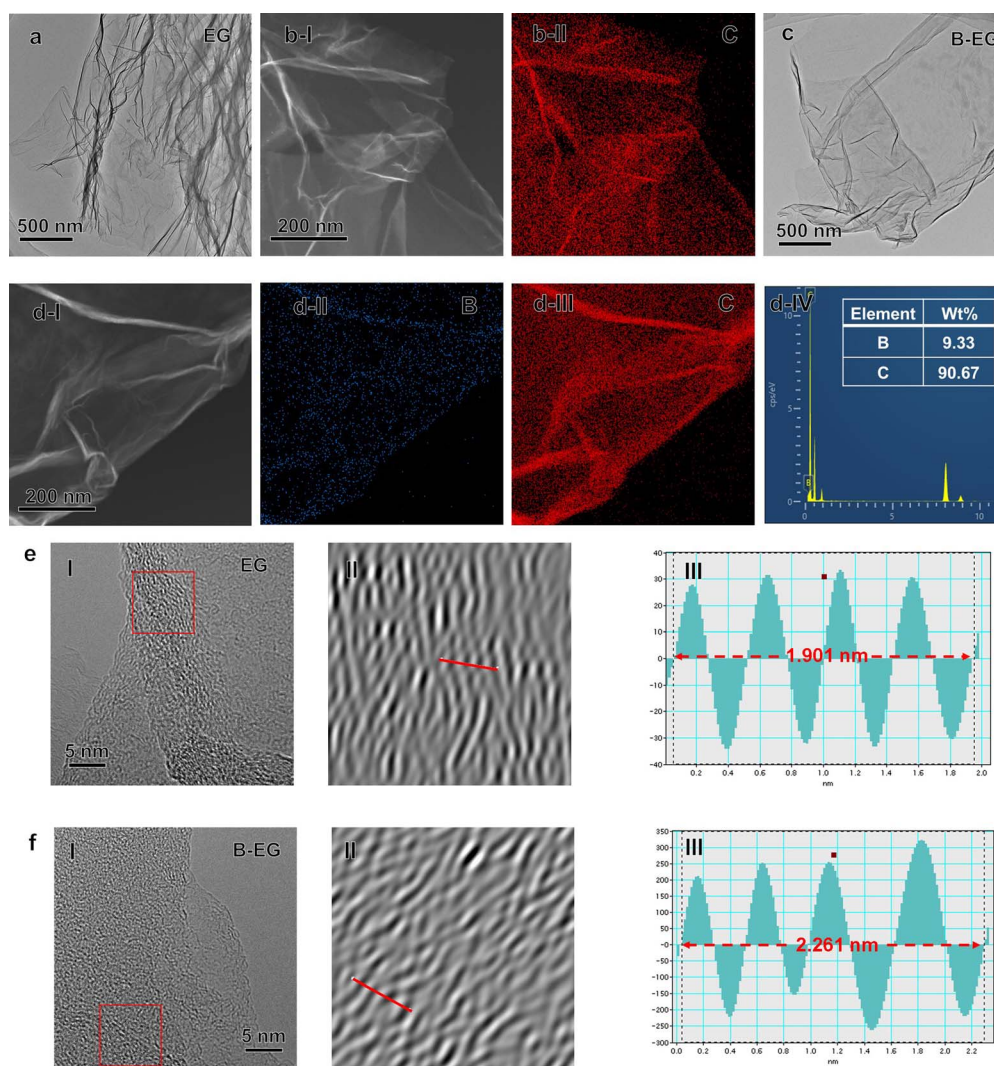 a
EG
500 nm
b-I
200 nm
b-II
C
c
B-EG
500 nm
d-I
200 nm
d-II
B
d-III
C
d-IV
Element Wt%
B 9.33
C 90.67
cps/eV
10
5
0
B
0 5 10
e
I
EG
5 nm
II
III
1.901 nm
40
30
20
10
0
-10
-20
-30
-40
0.2 0.4 0.6 0.8 1.0 1.2 1.4 1.6 1.8 2.0
nm
f
I
B-EG
5 nm
II
III
2.261 nm
350
300
250
200
150
100
50
-0
-50
-100
-150
-200
-250
-300
0.0 0.2 0.4 0.6 0.8 1.0 1.2 1.4 1.6 1.8 2.0 2.2
nm